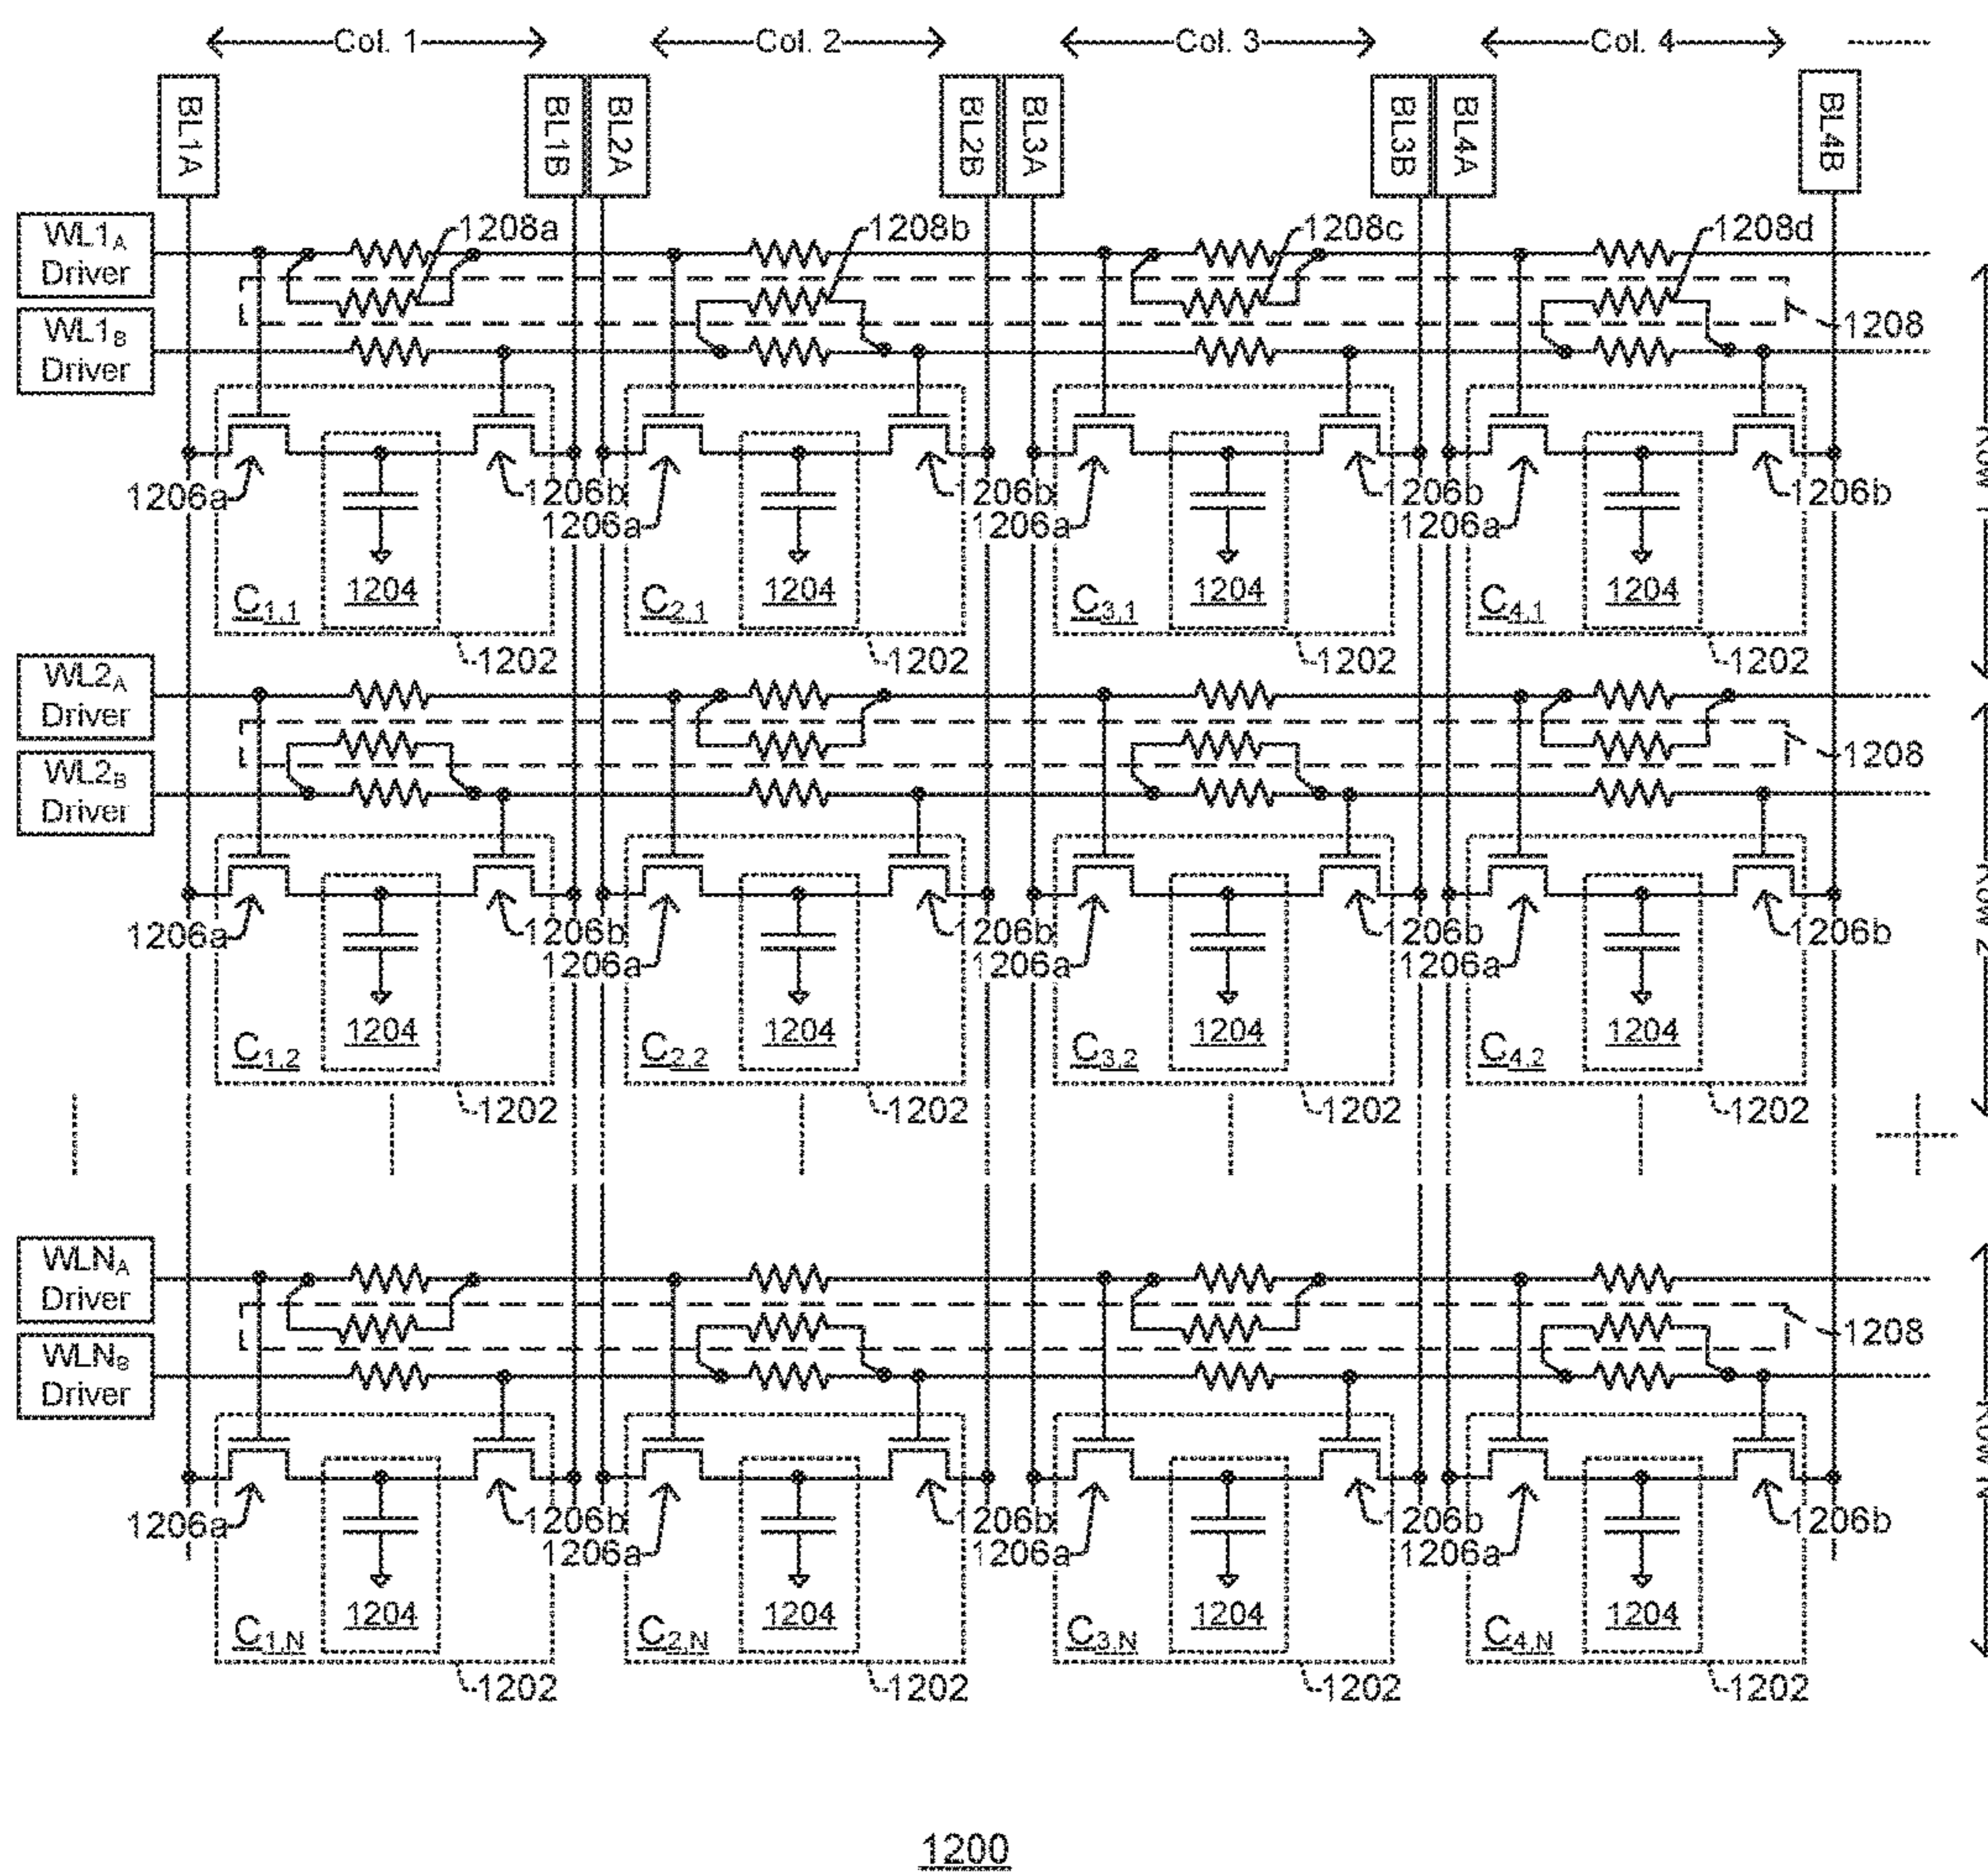 Col. 1 Col. 2 Col. 3 Col. 4
BL1A BL1B BL2A BL2B BL3A BL3B BL4A BL4B
1208a 1208b 1208c 1208d
WL1A
Driver
WL1B
Driver
1208
Row 1
1206a 1206b 1206a 1206b 1206a 1206b 1206a 1206b
1204 1204 1204 1204
C1,1 C2,1 C3,1 C4,1
1202 1202 1202 1202
WL2A
Driver
WL2B
Driver
1208
Row 2
1206a 1206b 1206a 1206b 1206a 1206b 1206a 1206b
1204 1204 1204 1204
C1,2 C2,2 C3,2 C4,2
1202 1202 1202 1202
WLNA
Driver
WLNB
Driver
1208
Row N
1206a 1206b 1206a 1206b 1206a 1206b 1206a 1206b
1204 1204 1204 1204
C1,N C2,N C3,N C4,N
1202 1202 1202 1202
1200